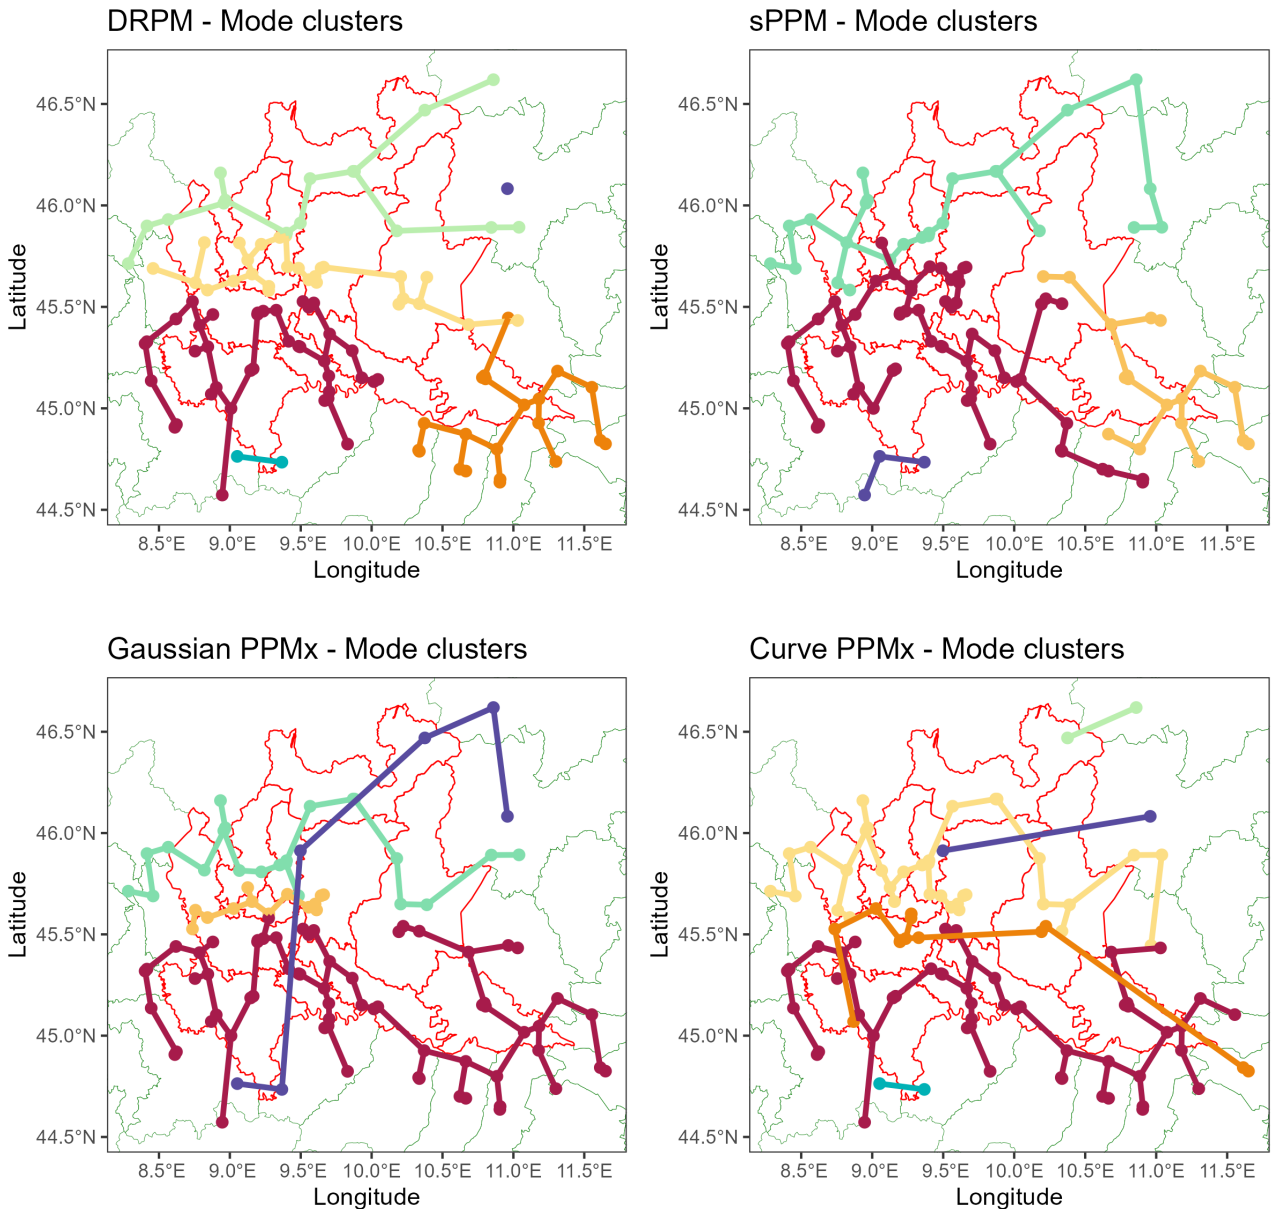 DRPM - Mode clusters
46.5°N
46.0°N
45.5°N
45.0°N
44.5°N
Latitude
8.5°E 9.0°E 9.5°E 10.0°E 10.5°E 11.0°E 11.5°E
Longitude
sPPM - Mode clusters
46.5°N
46.0°N
45.5°N
45.0°N
44.5°N
Latitude
8.5°E 9.0°E 9.5°E 10.0°E 10.5°E 11.0°E 11.5°E
Longitude
Gaussian PPMx - Mode clusters
46.5°N
46.0°N
45.5°N
45.0°N
44.5°N
Latitude
8.5°E 9.0°E 9.5°E 10.0°E 10.5°E 11.0°E 11.5°E
Longitude
Curve PPMx - Mode clusters
46.5°N
46.0°N
45.5°N
45.0°N
44.5°N
Latitude
8.5°E 9.0°E 9.5°E 10.0°E 10.5°E 11.0°E 11.5°E
Longitude